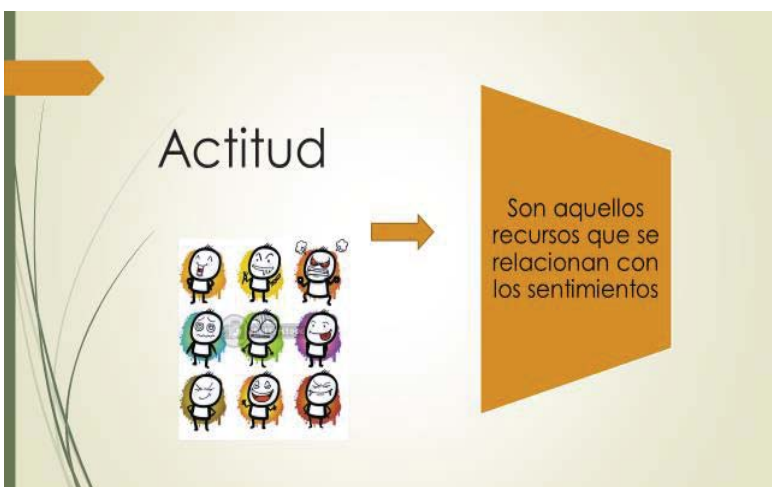 Actitud
Son aquellos
recursos que se
relacionan con
los sentimientos